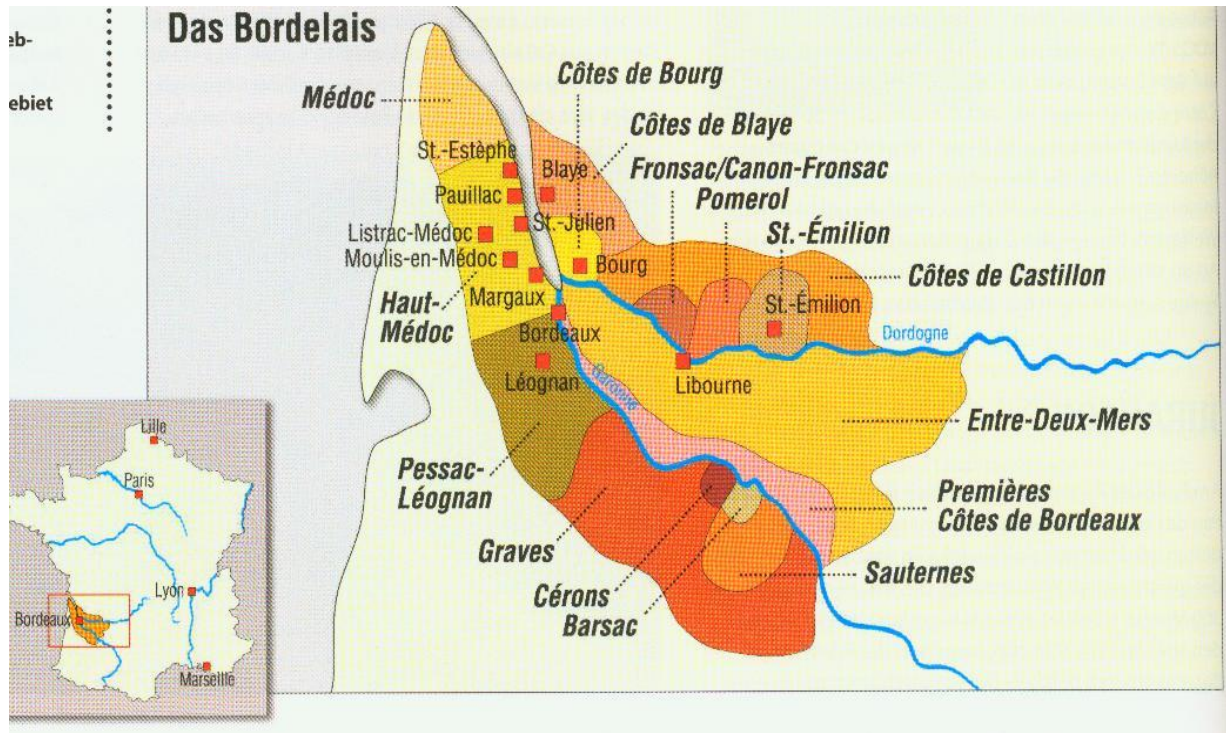 eb-
ebiet
Das Bordelais
Médoc
Côtes de Bourg
Côtes de Blaye
Fronsac/Canon-Fronsac
Pomerol
St.-Émilion
Côtes de Castillon
St.-Estèphe
Blaye
Pauillac
St.-Julien
Listrac-Médoc
Moulis-en-Médoc
Bourg
Margaux
Haut-
Médoc
St.-Émilion
Bordeaux
Dordogne
Léognan
Garonne
Libourne
Entre-Deux-Mers
Pessac-
Léognan
Premières
Côtes de Bordeaux
Graves
Sauternes
Cérons
Barsac
Lille
Paris
Lyon
Bordeaux
Marseille